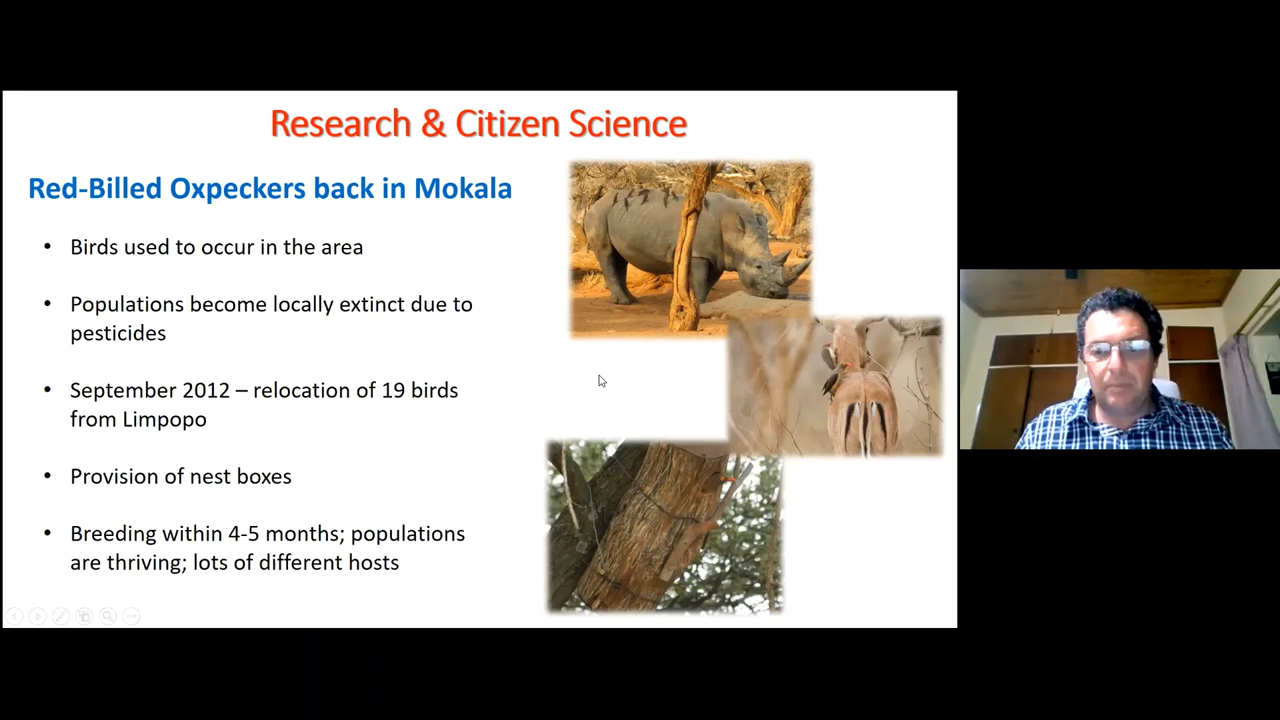 Research & Citizen Science
Red-Billed Oxpeckers back in Mokala
• Birds used to occur in the area
• Populations become locally extinct due to
pesticides
• September 2012 – relocation of 19 birds
from Limpopo
• Provision of nest boxes
• Breeding within 4-5 months; populations
are thriving; lots of different hosts